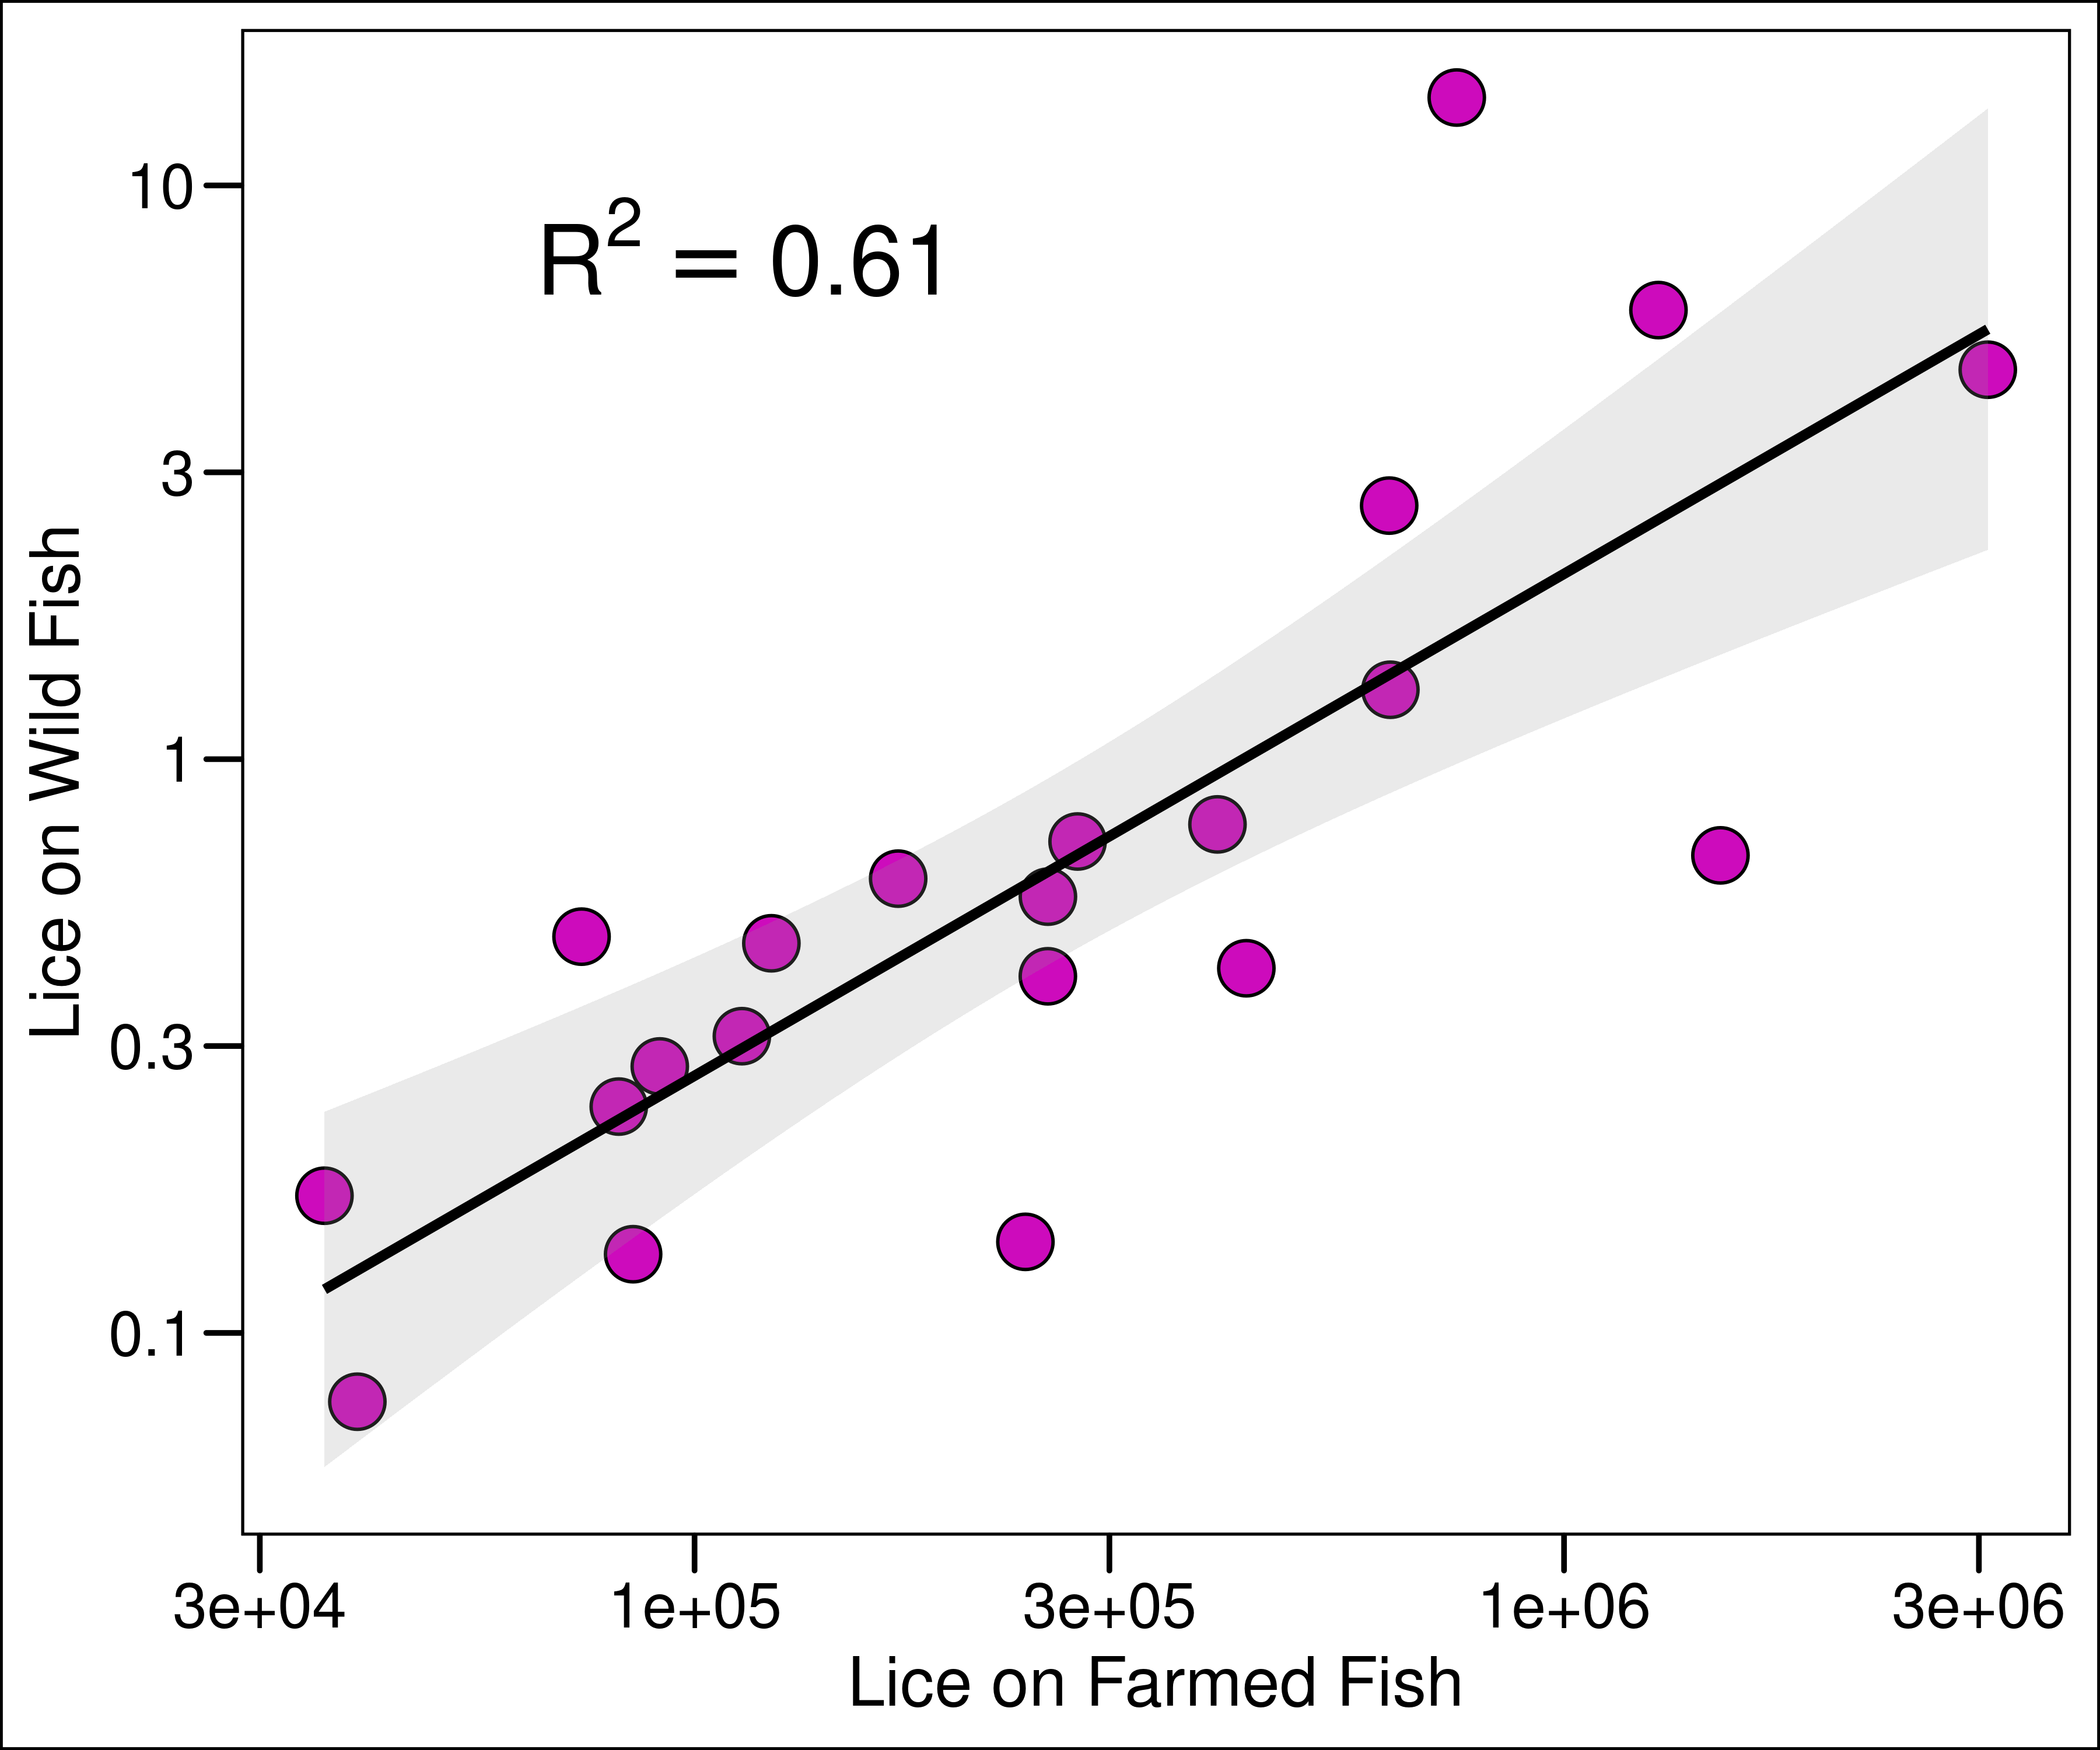 R² = 0.61
10
3
1
0.3
0.1
Lice on Wild Fish
3e+04 1e+05 3e+05 1e+06 3e+06
Lice on Farmed Fish